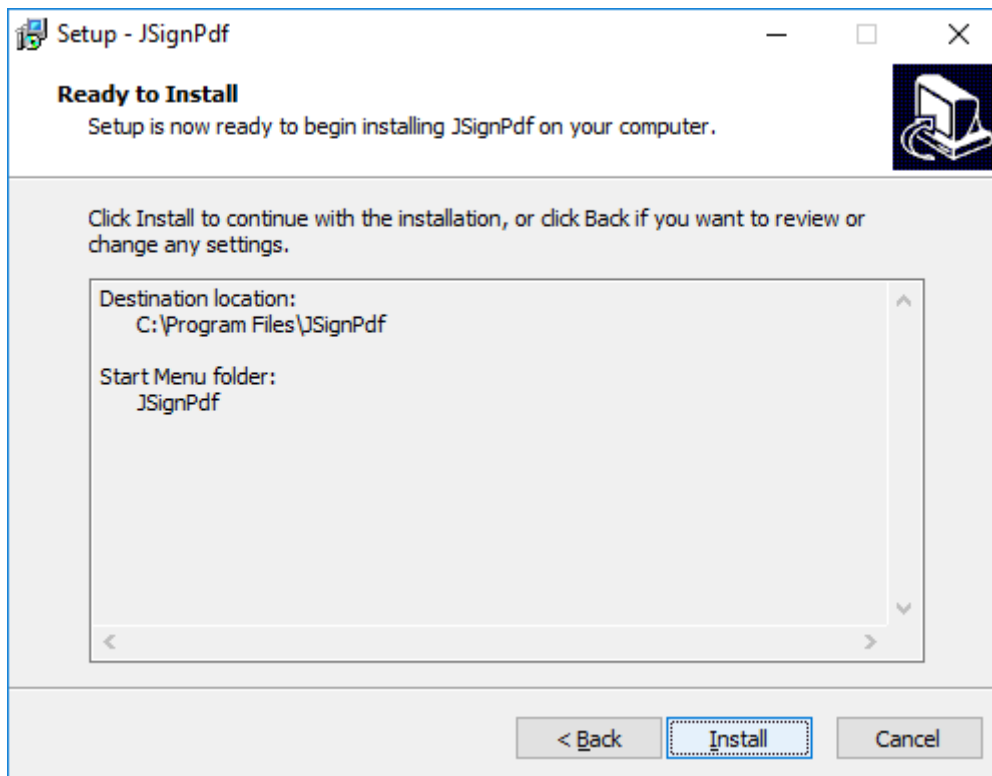 Setup - JSignPdf
Ready to Install
Setup is now ready to begin installing JSignPdf on your computer.
Click Install to continue with the installation, or click Back if you want to review or
change any settings.
Destination location:
C:\Program Files\JSignPdf
Start Menu folder:
JSignPdf
< Back
Install
Cancel